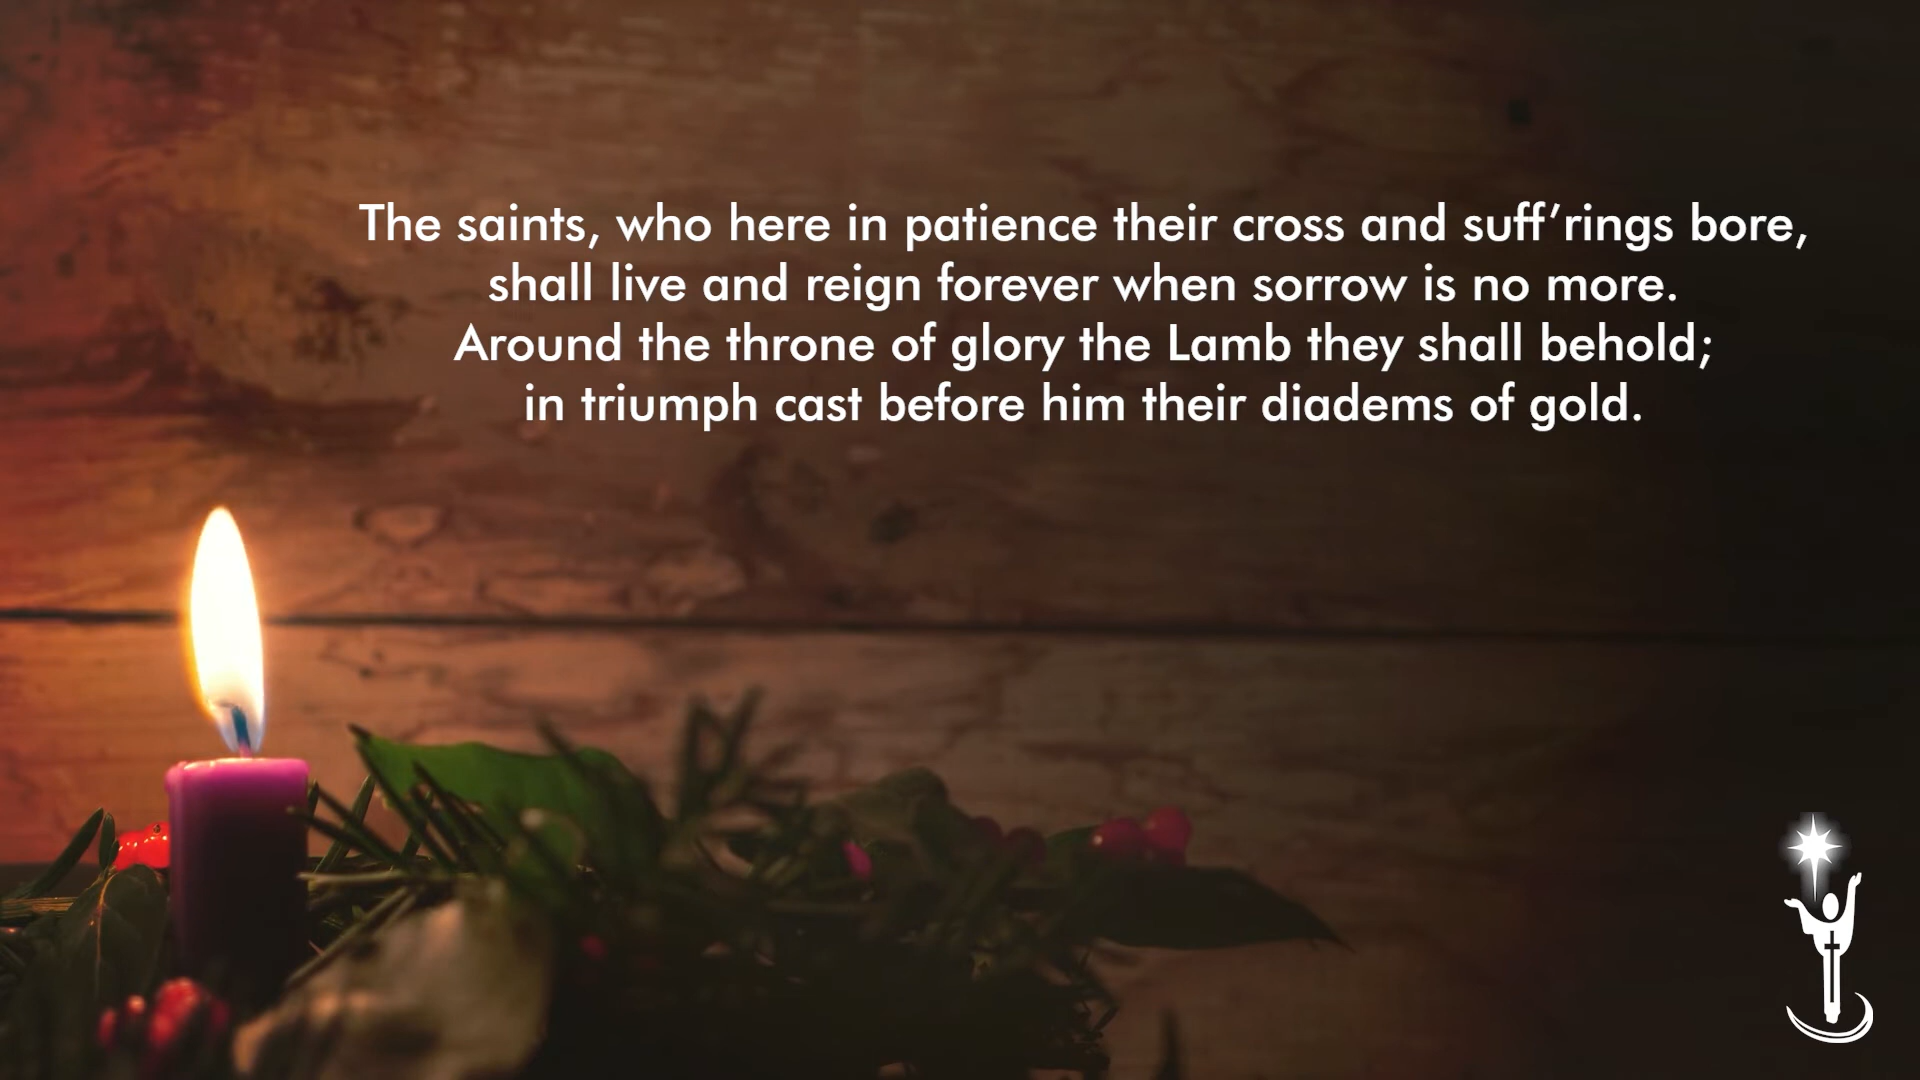 The saints, who here in patience their cross and suff’rings bore,
shall live and reign forever when sorrow is no more.
Around the throne of glory the Lamb they shall behold;
in triumph cast before him their diadems of gold.